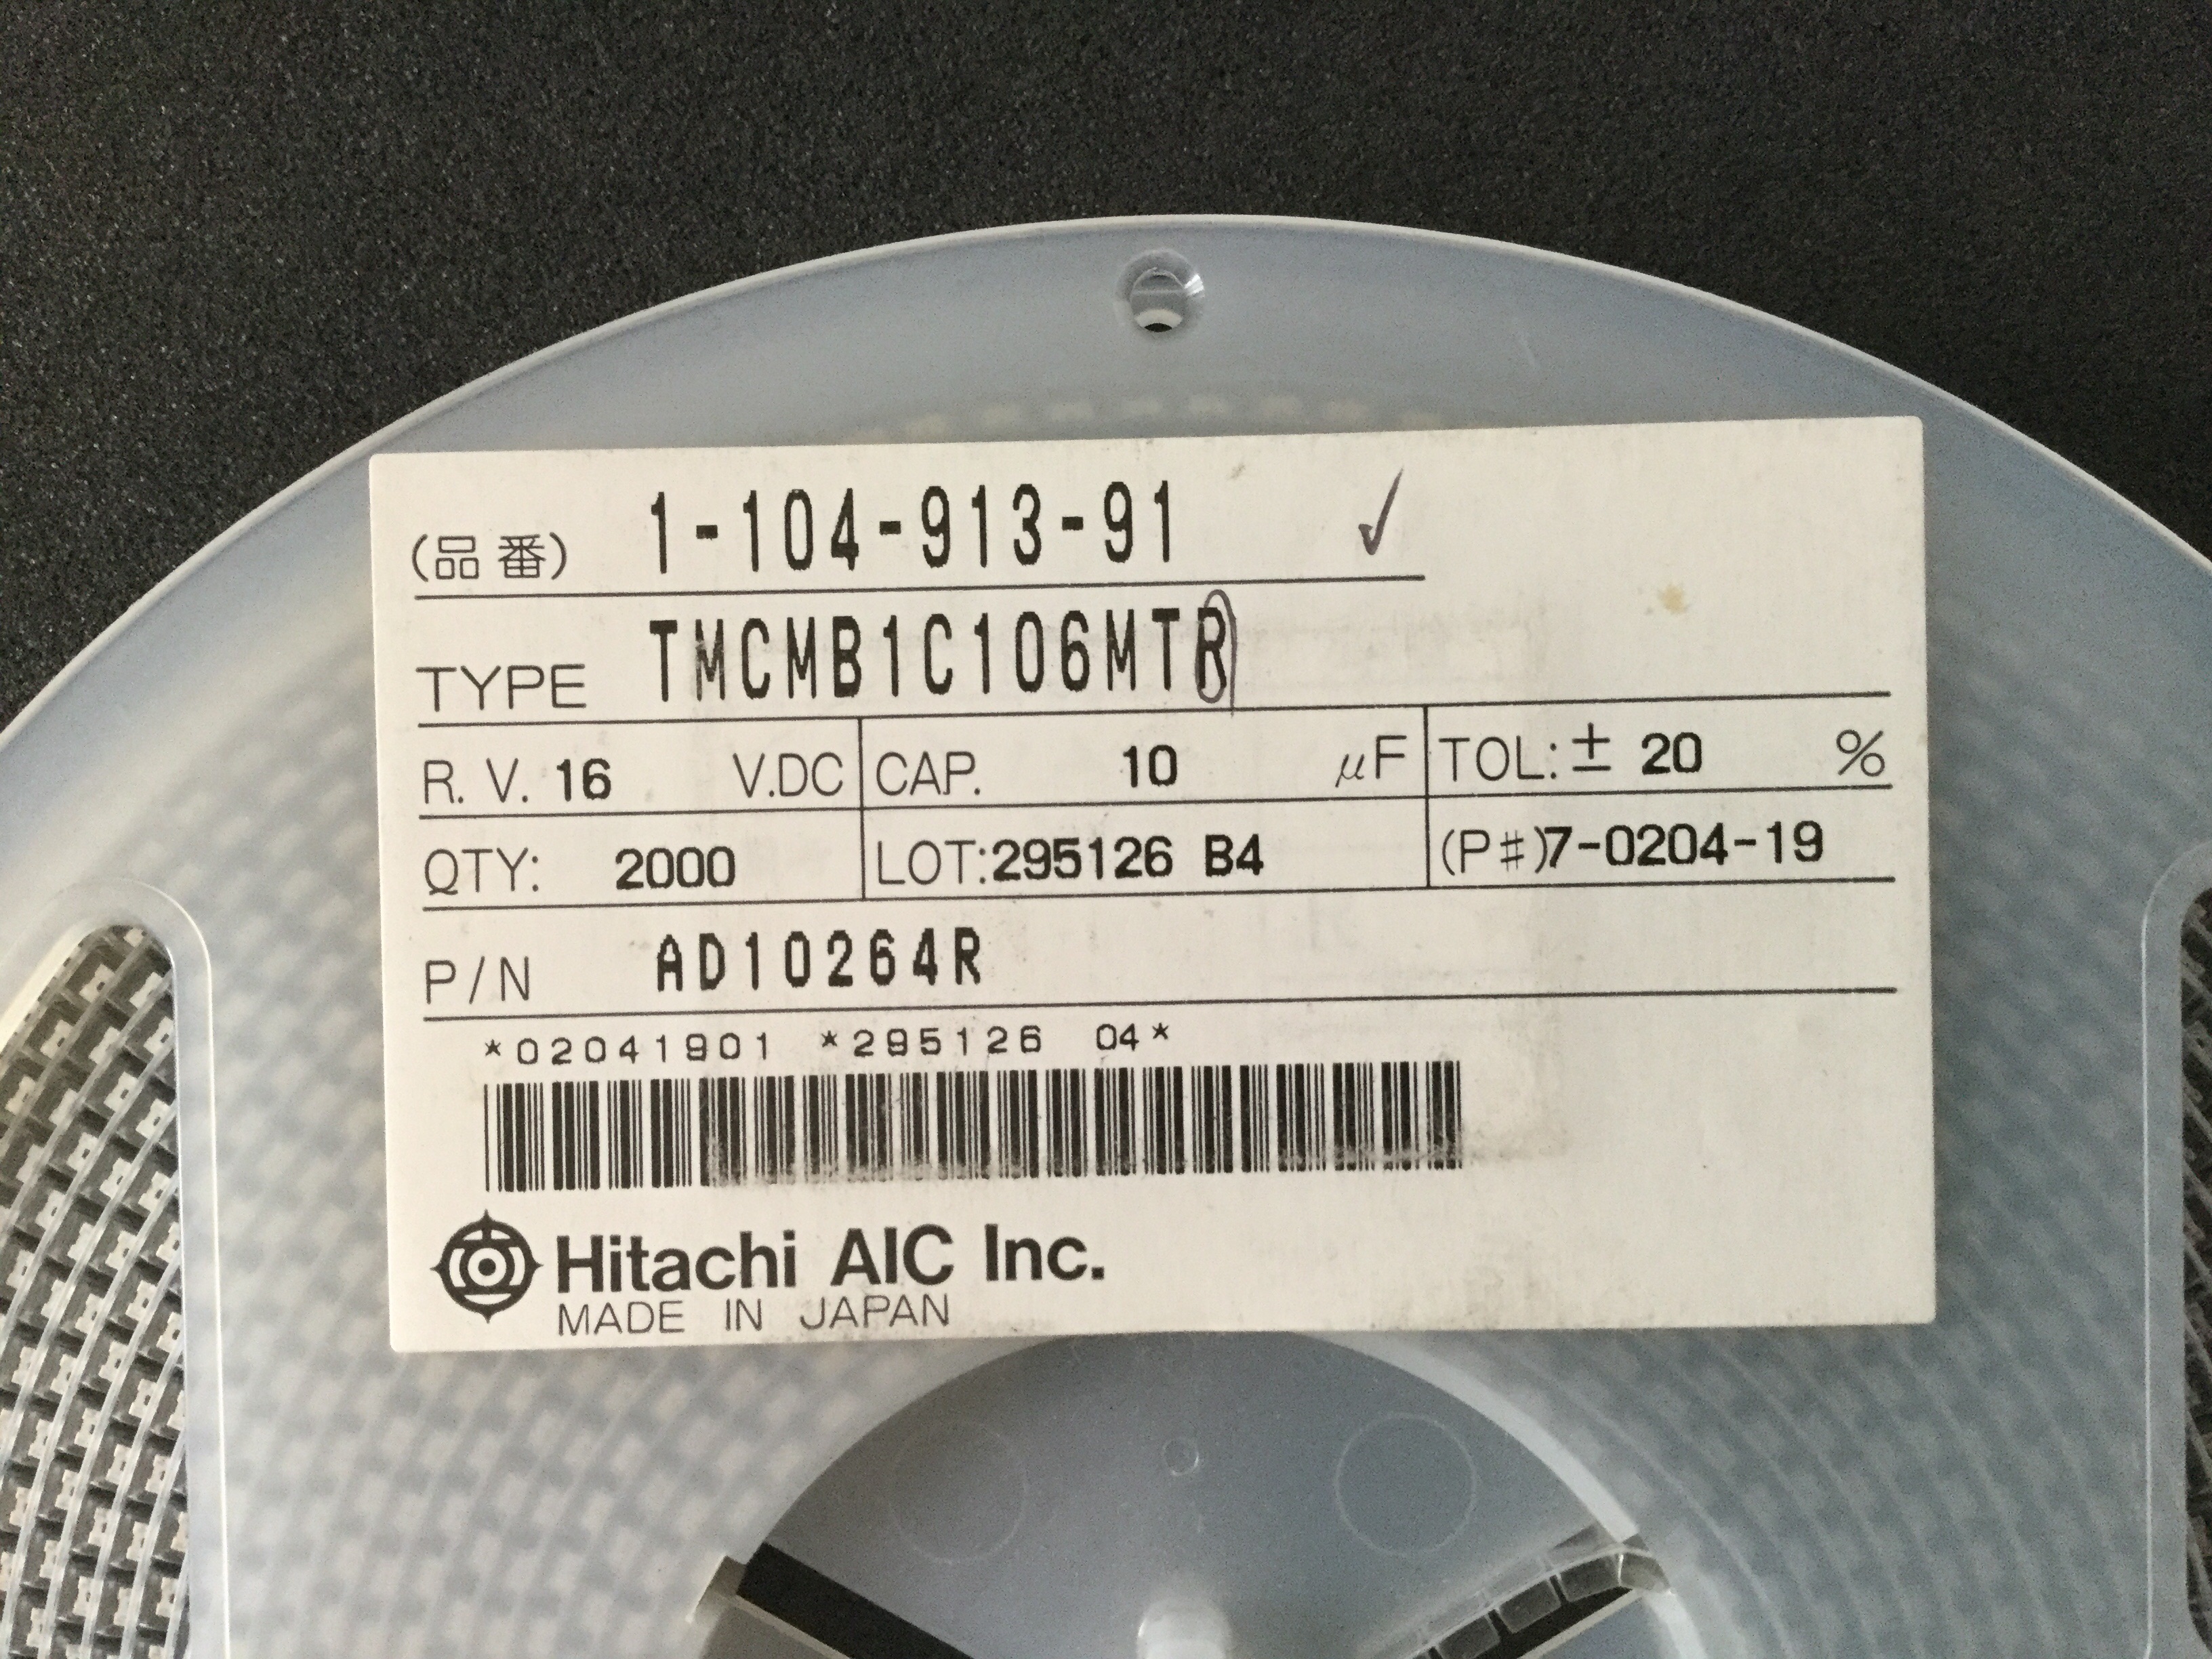 (品番) 1-104-913-91
TYPE TMCMB1C106MTR
R. V. 16 V.DC CAP. 10 μF TOL: ± 20 %
QTY: 2000 LOT:295126 B4 (P#)7-0204-19
P/N AD10264R
*02041901 *295126 04*
Hitachi AIC Inc.
MADE IN JAPAN